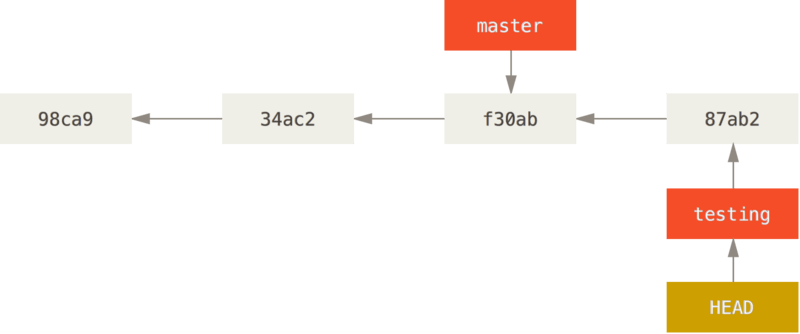 master
98ca9
34ac2
f30ab
87ab2
testing
HEAD